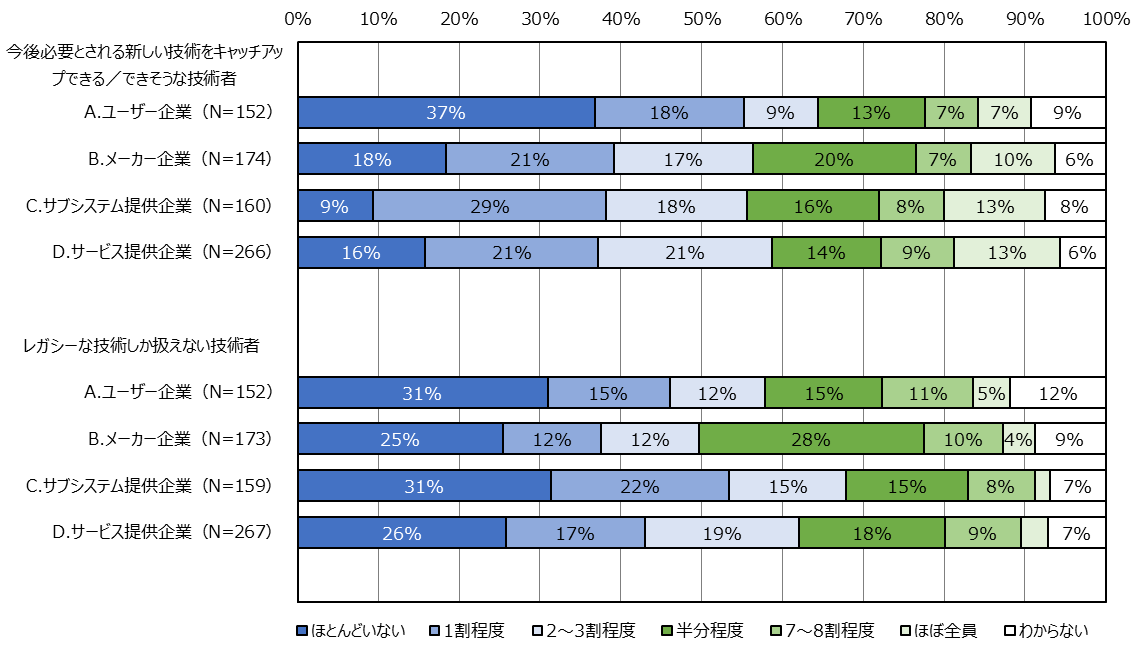 0% 10% 20% 30% 40% 50% 60% 70% 80% 90% 100%
今後必要とされる新しい技術をキャッチアッ
プできる／できそうな技術者
A.ユーザー企業（N=152） 37% 18% 9% 13% 7% 7% 9%
B.メーカー企業（N=174） 18% 21% 17% 20% 7% 10% 6%
C.サブシステム提供企業（N=160） 9% 29% 18% 16% 8% 13% 8%
D.サービス提供企業（N=266） 16% 21% 21% 14% 9% 13% 6%
レガシーな技術しか扱えない技術者
A.ユーザー企業（N=152） 31% 15% 12% 15% 11% 5% 12%
B.メーカー企業（N=173） 25% 12% 12% 28% 10% 4% 9%
C.サブシステム提供企業（N=159） 31% 22% 15% 15% 8% 7%
D.サービス提供企業（N=267） 26% 17% 19% 18% 9% 7%
ほとんどいない 1割程度 2～3割程度 半分程度 7～8割程度 ほぼ全員 わからない